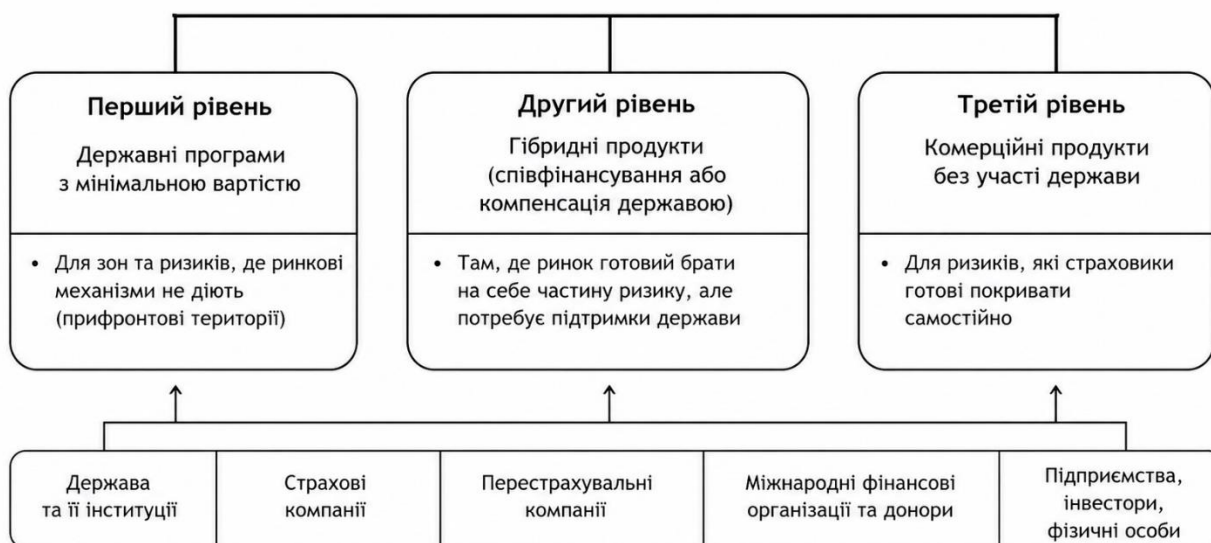 Перший рівень
Державні програми
з мінімальною вартістю
• Для зон та ризиків, де ринкові
механізми не діють
(прифронтові території)
Другий рівень
Гібридні продукти
(співфінансування або
компенсація державою)
• Там, де ринок готовий брати
на себе частину ризику, але
потребує підтримки держави
Третій рівень
Комерційні продукти
без участі держави
• Для ризиків, які страховики
готові покривати
самостійно
Держава
та її інституції
Страхові
компанії
Перестрахувальні
компанії
Міжнародні фінансові
організації та донори
Підприємства,
інвестори,
фізичні особи